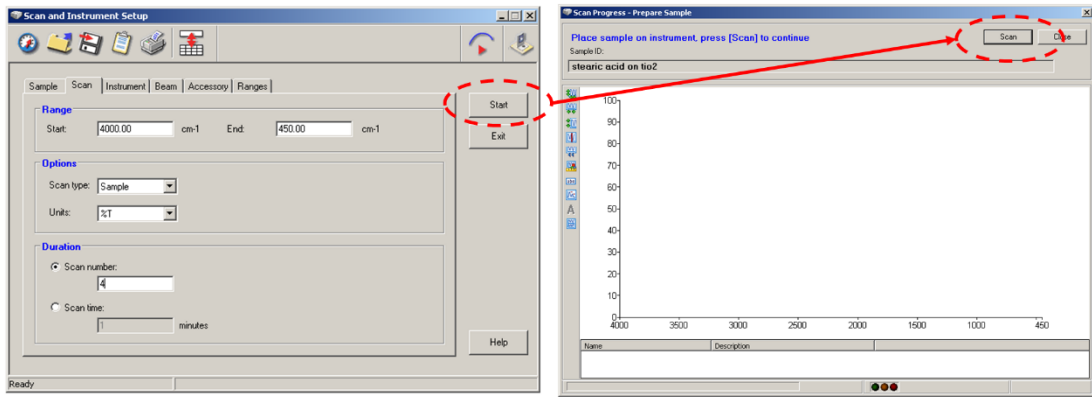 Scan and Instrument Setup
Sample Scan Instrument Beam Accessory Ranges
Range
Start: 4000.00 cm-1 End: 450.00 cm-1
Options
Scan type: Sample
Units: %T
Duration
Scan number:
4
Scan time:
1 minutes
Start
Exit
Help
Ready
Scan Progress - Prepare Sample
Place sample on instrument, press [Scan] to continue
Scan Close
Sample ID:
stearic acid on tio2
100
90
80
70
60
50
40
30
20
10
0
4000 3500 3000 2500 2000 1500 1000 450
Name Description